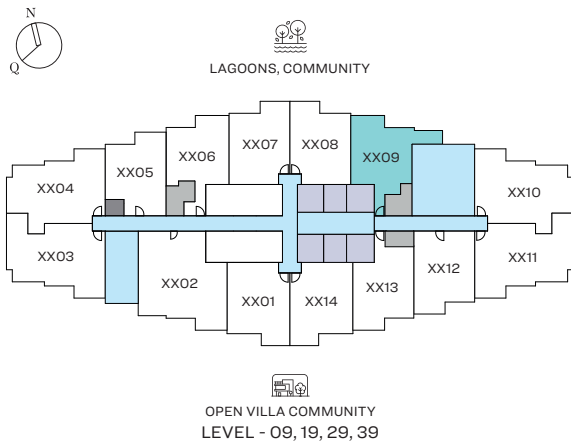 N
Q
LAGOONS, COMMUNITY
XX07
XX08
XX06
XX09
XX05
XX04
XX10
XX03
XX11
XX12
XX02
XX13
XX01
XX14
OPEN VILLA COMMUNITY
LEVEL - 09, 19, 29, 39